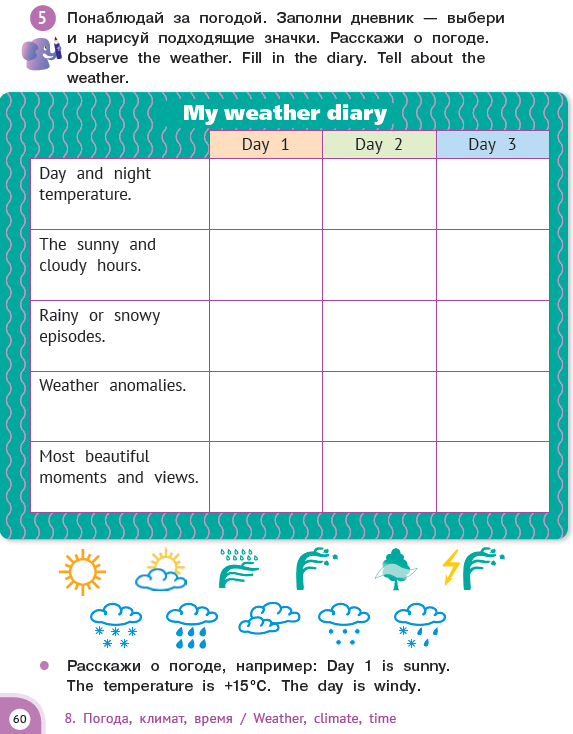 5 Понаблюдай за погодой. Заполни дневник — выбери
и нарисуй подходящие значки. Расскажи о погоде.
Observe the weather. Fill in the diary. Tell about the
weather.
My weather diary
Day 1 Day 2 Day 3
Day and night
temperature.
The sunny and
cloudy hours.
Rainy or snowy
episodes.
Weather anomalies.
Most beautiful
moments and views.
● Расскажи о погоде, например: Day 1 is sunny.
The temperature is +15°C. The day is windy.
60 8. Погода, климат, время / Weather, climate, time